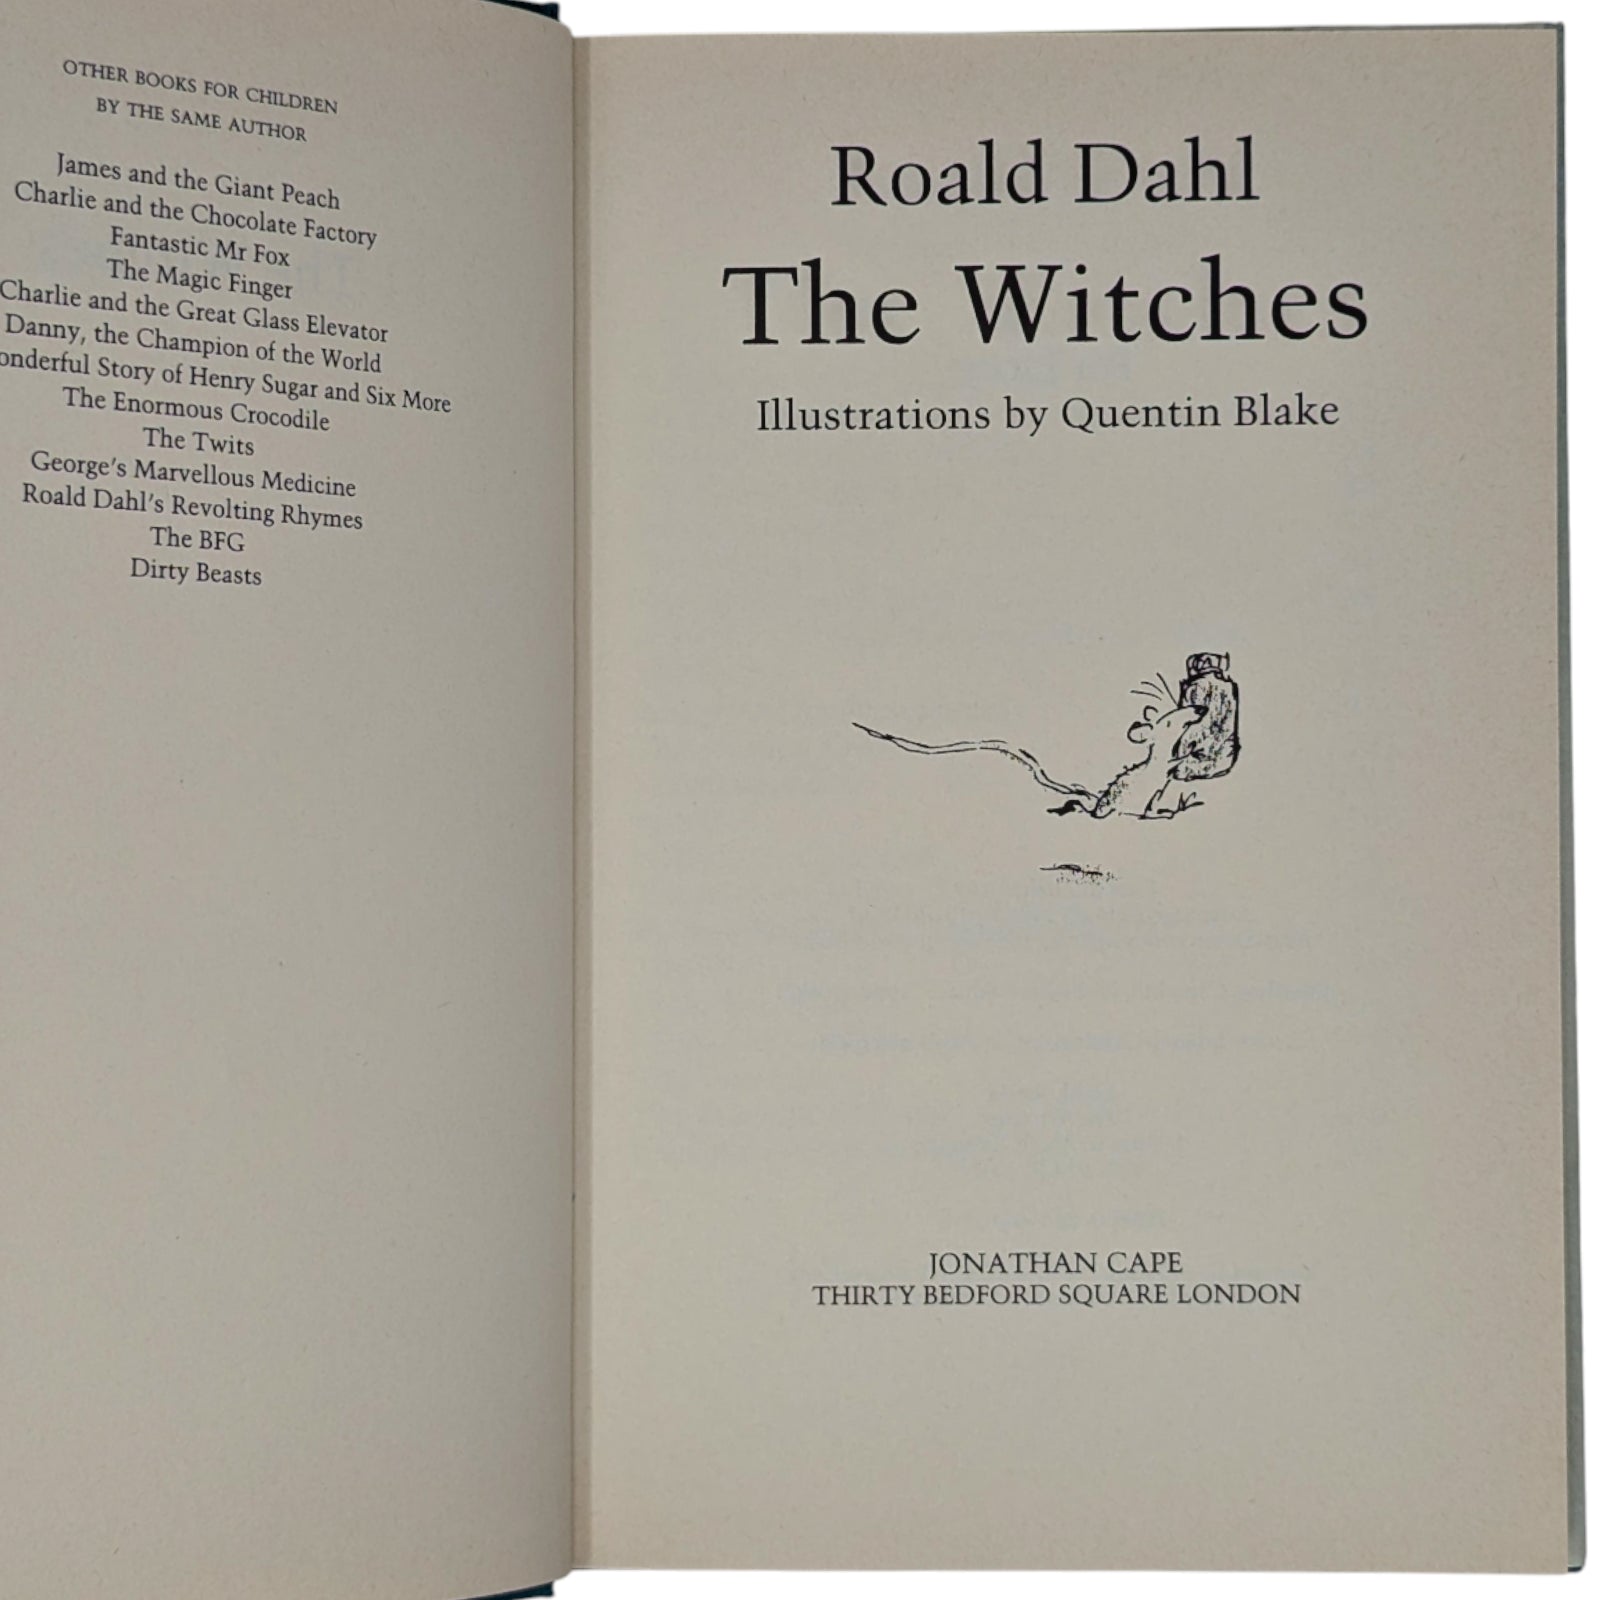 OTHER BOOKS FOR CHILDREN
BY THE SAME AUTHOR
James and the Giant Peach
Charlie and the Chocolate Factory
Fantastic Mr Fox
The Magic Finger
Charlie and the Great Glass Elevator
Danny, the Champion of the World
onderful Story of Henry Sugar and Six More
The Enormous Crocodile
The Twits
George's Marvellous Medicine
Roald Dahl's Revolting Rhymes
The BFG
Dirty Beasts
Roald Dahl
The Witches
Illustrations by Quentin Blake
JONATHAN CAPE
THIRTY BEDFORD SQUARE LONDON